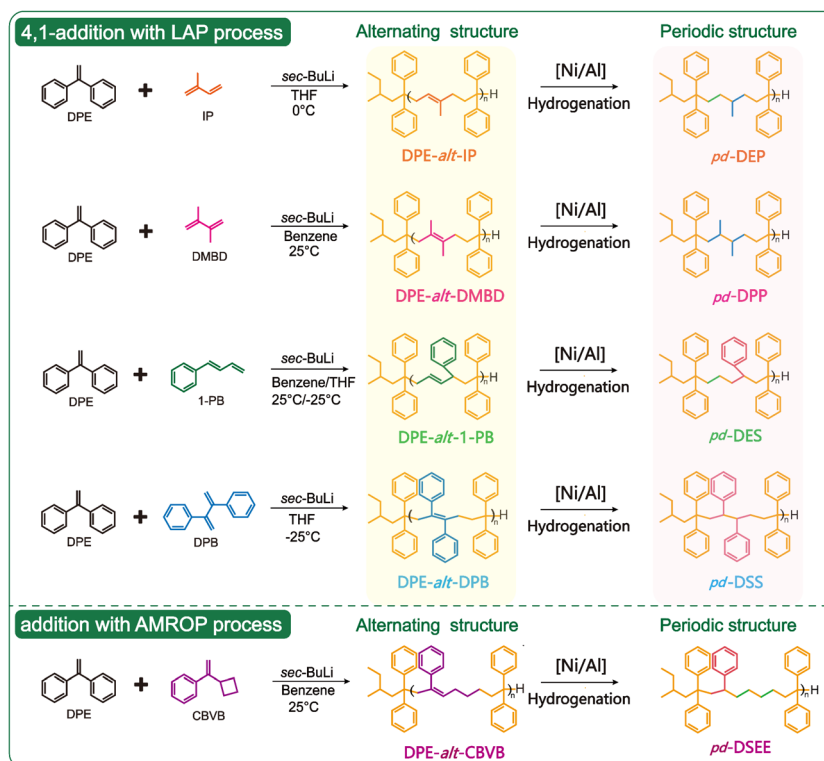 4,1-addition with LAP process
Alternating structure
Periodic structure
DPE
+
IP
sec-BuLi
THF
0°C
( )n H
DPE-alt-IP
[Ni/Al]
Hydrogenation
)n H
pd-DEP
DPE
+
DMBD
sec-BuLi
Benzene
25°C
( )n H
DPE-alt-DMBD
[Ni/Al]
Hydrogenation
)n H
pd-DPP
DPE
+
1-PB
sec-BuLi
Benzene/THF
25°C/-25°C
( )n H
DPE-alt-1-PB
[Ni/Al]
Hydrogenation
)n H
pd-DES
DPE
+
DPB
sec-BuLi
THF
-25°C
( )n H
DPE-alt-DPB
[Ni/Al]
Hydrogenation
)n H
pd-DSS
addition with AMROP process
Alternating structure
Periodic structure
DPE
+
CBVB
sec-BuLi
Benzene
25°C
( )n H
DPE-alt-CBVB
[Ni/Al]
Hydrogenation
)n H
pd-DSEE